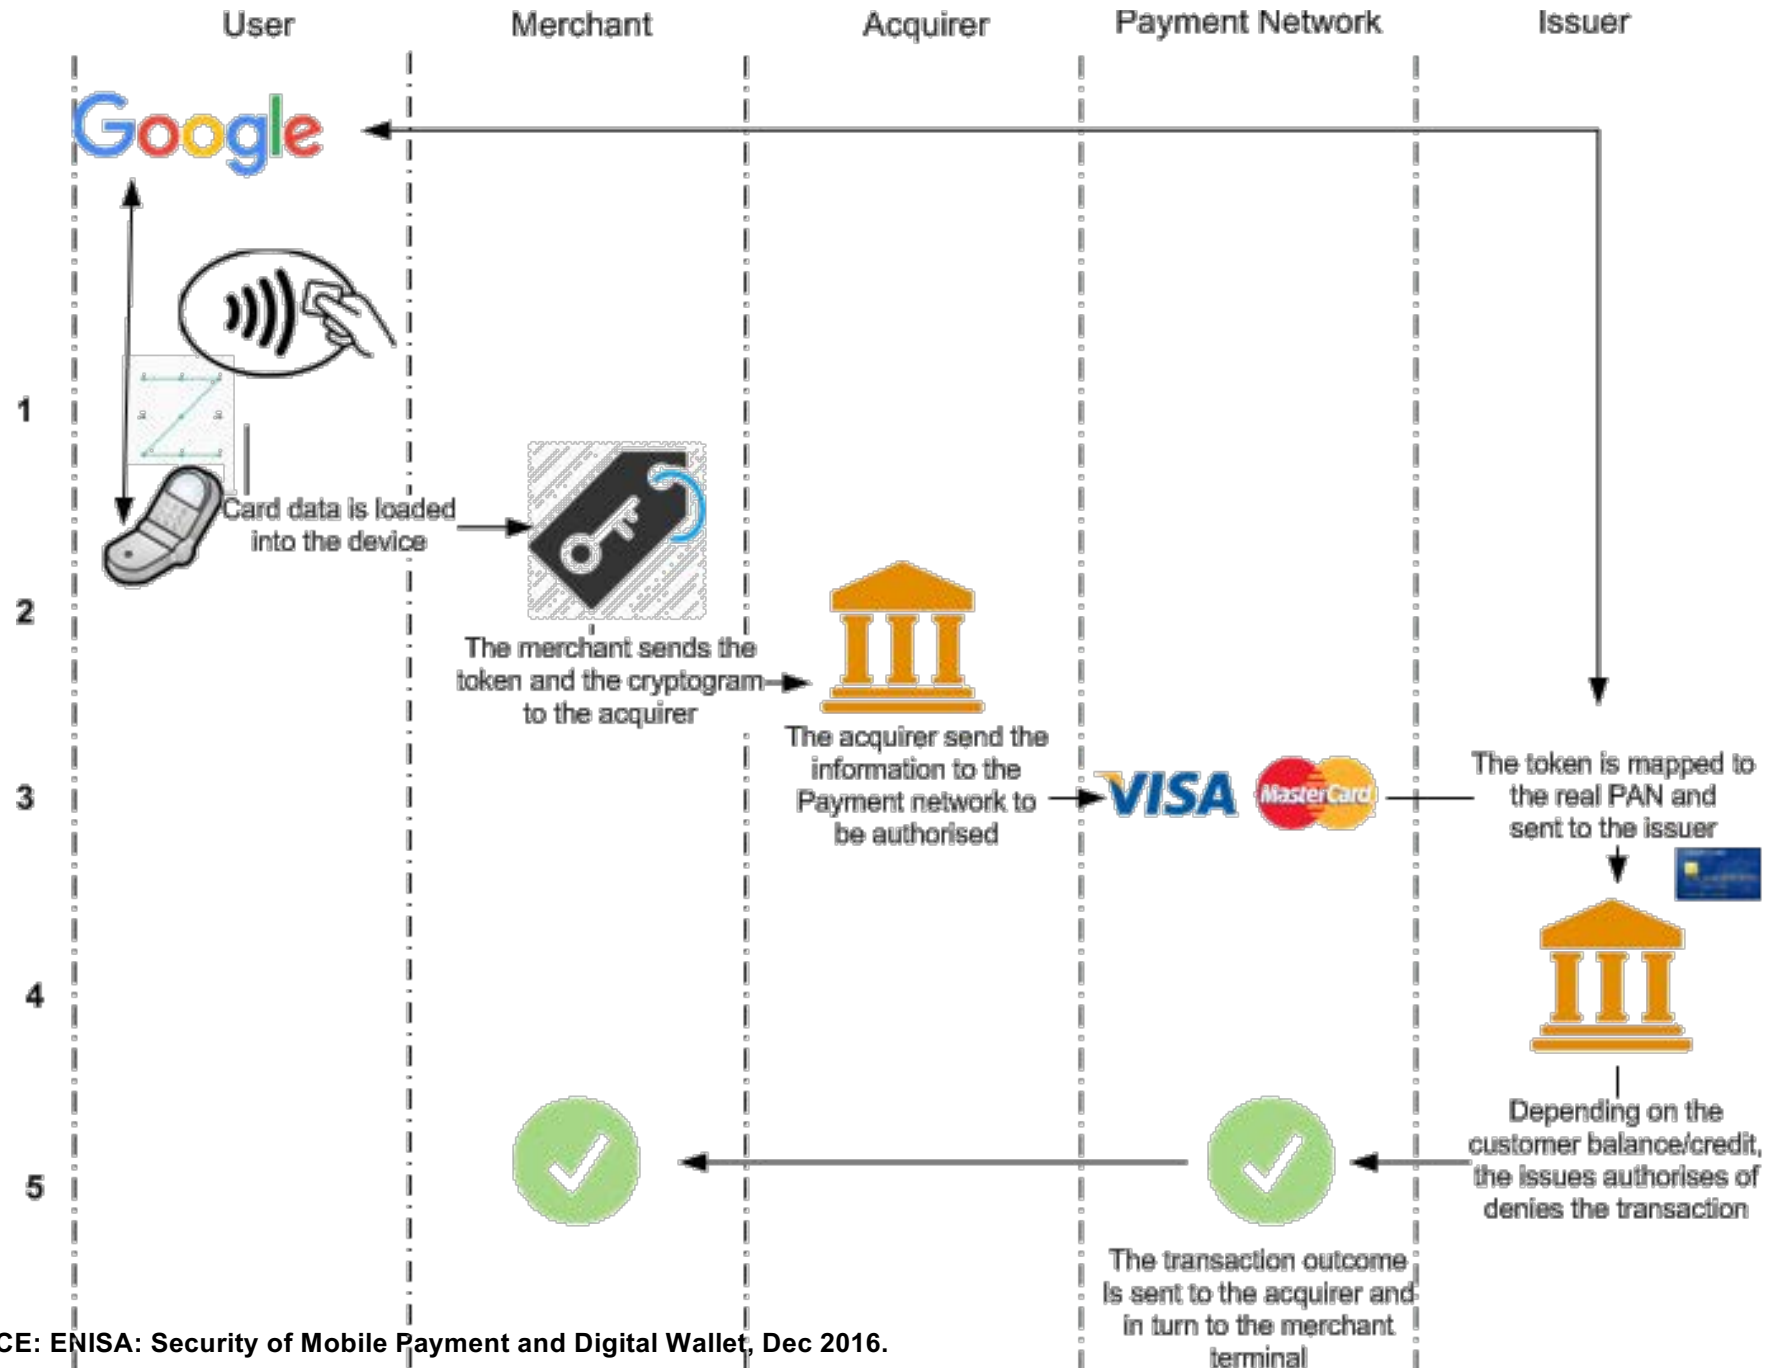 User
Merchant
Acquirer
Payment Network
Issuer
Google
1
Card data is loaded
into the device
2
The merchant sends the
token and the cryptogram
to the acquirer
The acquirer send the
information to the
Payment network to
be authorised
3
VISA
MasterCard
The token is mapped to
the real PAN and
sent to the issuer
4
Depending on the
customer balance/credit,
the issues authorises of
denies the transaction
5
The transaction outcome
Is sent to the acquirer and
in turn to the merchant
terminal
CE: ENISA: Security of Mobile Payment and Digital Wallet, Dec 2016.